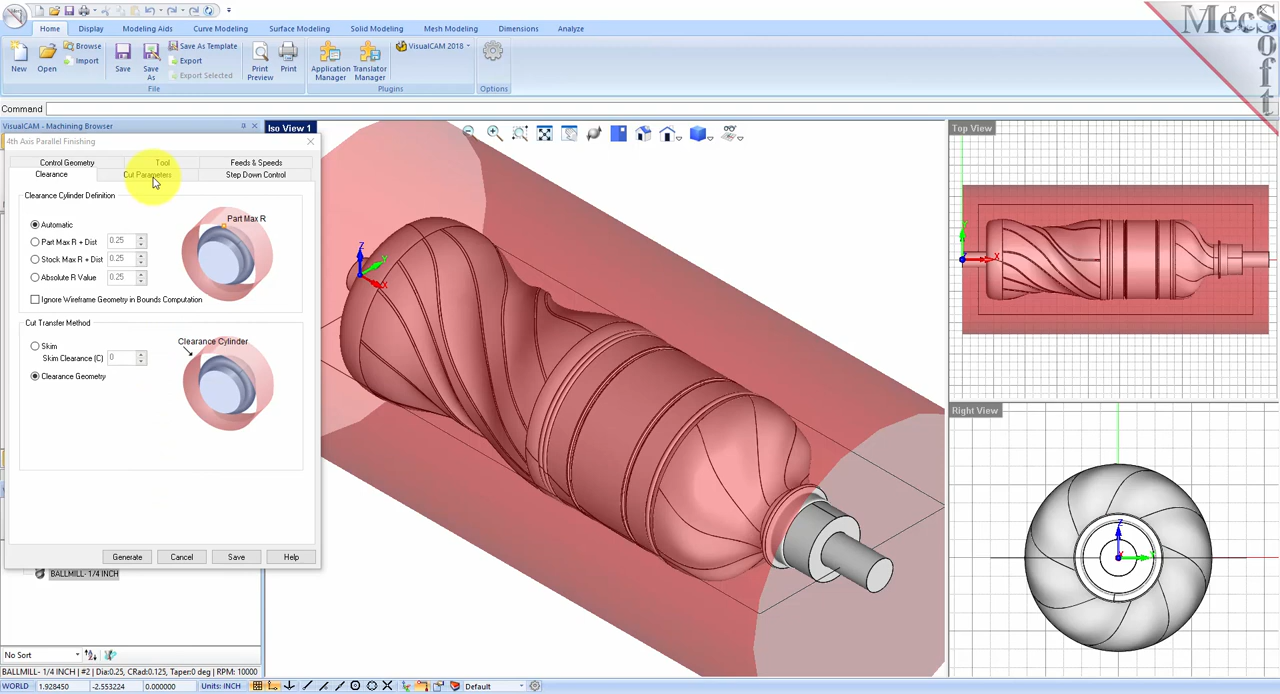 Home Display Modeling Aids Curve Modeling Surface Modeling Solid Modeling Mesh Modeling Dimensions Analyze
New Open Browse Import Save Save As Save As Template Export Export Selected Print Preview Print Application Manager Translator Manager VisualCAM 2018 Options
File Plugins
MecSoft
Command
VisualCAM - Machining Browser
Iso View 1
Top View
4th Axis Parallel Finishing
Control Geometry Tool Feeds & Speeds
Clearance Cut Parameters Step Down Control
Clearance Cylinder Definition
Part Max R
Automatic
Part Max R + Dist 0.25
Stock Max R + Dist 0.25
Absolute R Value 0.25
Ignore Wireframe Geometry in Bounds Computation
Cut Transfer Method
Clearance Cylinder
Skim
Skim Clearance (C) 0
Clearance Geometry
Generate Cancel Save Help
Z
Y
X
Y
X
Right View
Z
Y
BALLMILL- 1/4 INCH
No Sort
BALLMILL- 1/4 INCH | #2 | Dia:0.25, CRad:0.125, Taper:0 deg | RPM: 10000
WORLD 1.928450 -2.553224 0.000000 Units: INCH Default